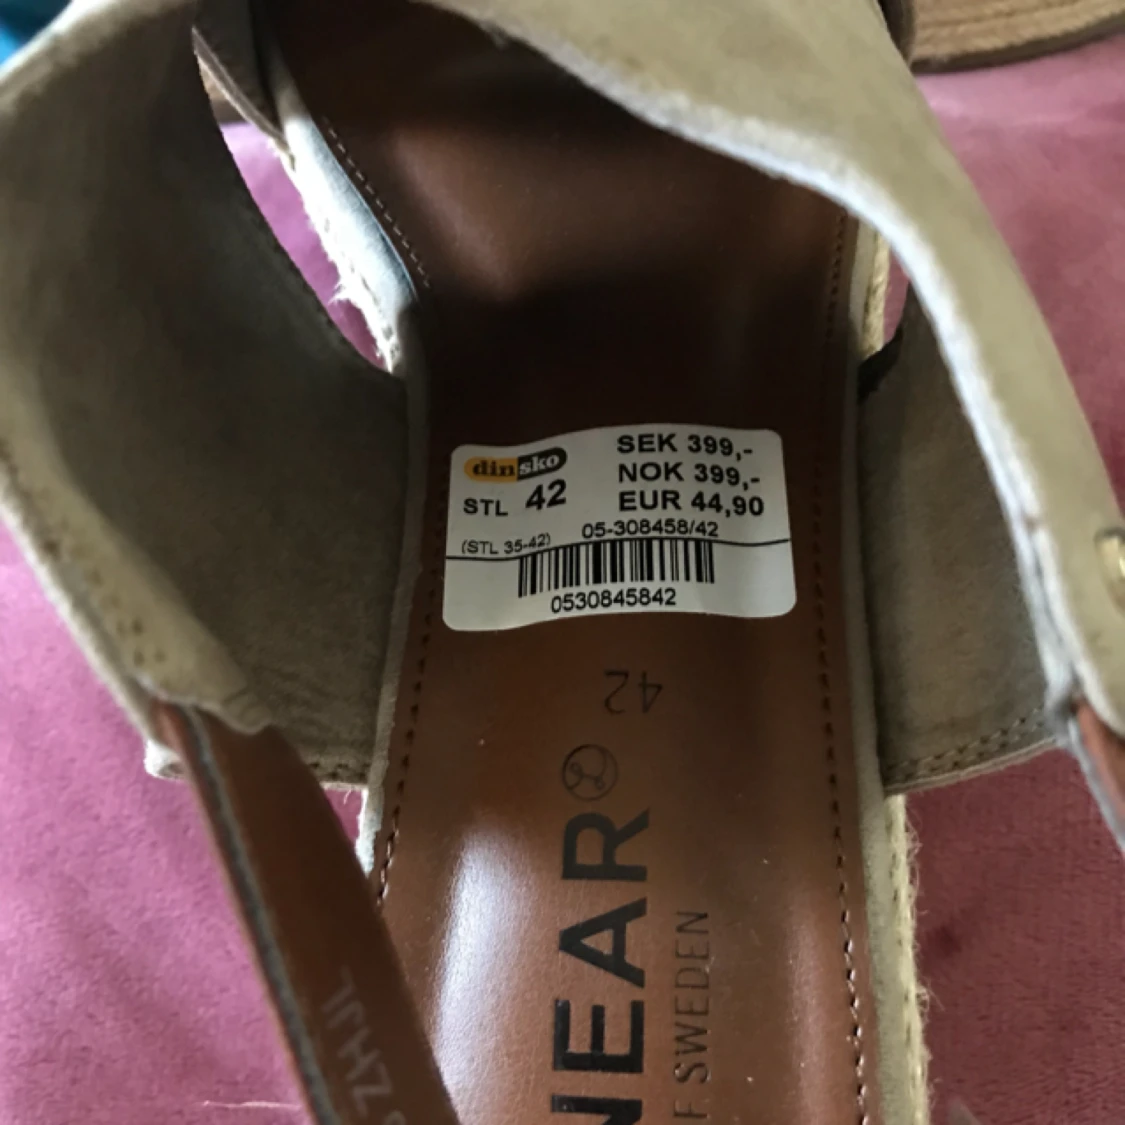 dinsko
SEK 399,-
NOK 399,-
STL 42
EUR 44,90
05-308458/42
(STL 35-42)
0530845842
42
NEAR
F SWEDEN